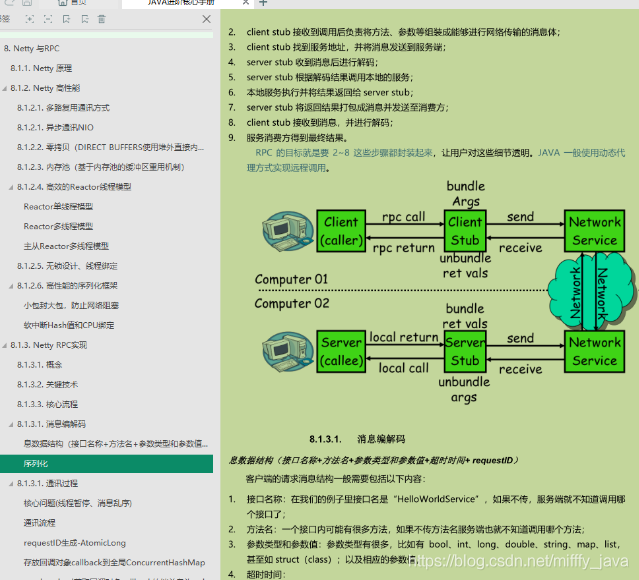 首页
JAVA进阶核心手册
8. Netty 与RPC
8.1.1. Netty 原理
8.1.2. Netty 高性能
8.1.2.1. 多路复用通讯方式
8.1.2.1. 异步通讯NIO
8.1.2.2. 零拷贝（DIRECT BUFFERS使用堆外直接内...
8.1.2.3. 内存池（基于内存池的缓冲区重用机制）
8.1.2.4. 高效的Reactor线程模型
Reactor单线程模型
Reactor多线程模型
主从Reactor多线程模型
8.1.2.5. 无锁设计、线程绑定
8.1.2.6. 高性能的序列化框架
小包封大包，防止网络阻塞
软中断Hash值和CPU绑定
8.1.3. Netty RPC实现
8.1.3.1. 概念
8.1.3.2. 关键技术
8.1.3.3. 核心流程
8.1.3.1. 消息编解码
息数据结构（接口名称+方法名+参数类型和参数值...
序列化
8.1.3.1. 通讯过程
核心问题(线程暂停、消息乱序)
通讯流程
requestID生成-AtomicLong
存放回调对象callback到全局ConcurrentHashMap
2. client stub 接收到调用后负责将方法、参数等组装成能够进行网络传输的消息体；
3. client stub 找到服务地址，并将消息发送到服务端；
4. server stub 收到消息后进行解码；
5. server stub 根据解码结果调用本地的服务；
6. 本地服务执行并将结果返回给 server stub；
7. server stub 将返回结果打包成消息并发送至消费方；
8. client stub 接收到消息，并进行解码；
9. 服务消费方得到最终结果。
RPC 的目标就是要 2~8 这些步骤都封装起来，让用户对这些细节透明。JAVA 一般使用动态代
理方式实现远程调用。
bundle
Args
Client
(caller)
rpc call
rpc return
Client
Stub
send
receive
Network
Service
unbundle
ret vals
Computer 01
Computer 02
Network
Network
bundle
ret vals
Server
(callee)
local return
local call
Server
Stub
send
receive
Network
Service
unbundle
args
8.1.3.1. 消息编解码
息数据结构（接口名称+方法名+参数类型和参数值+超时时间+ requestID）
客户端的请求消息结构一般需要包括以下内容：
1. 接口名称：在我们的例子里接口名是“HelloWorldService”，如果不传，服务端就不知道调用哪
个接口了；
2. 方法名：一个接口内可能有很多方法，如果不传方法名服务端也就不知道调用哪个方法；
3. 参数类型和参数值：参数类型有很多，比如有 bool、int、long、double、string、map、list，
甚至如 struct（class）；以及相应的参数值；
4. 超时时间：
https://blog.csdn.net/mifffy_java